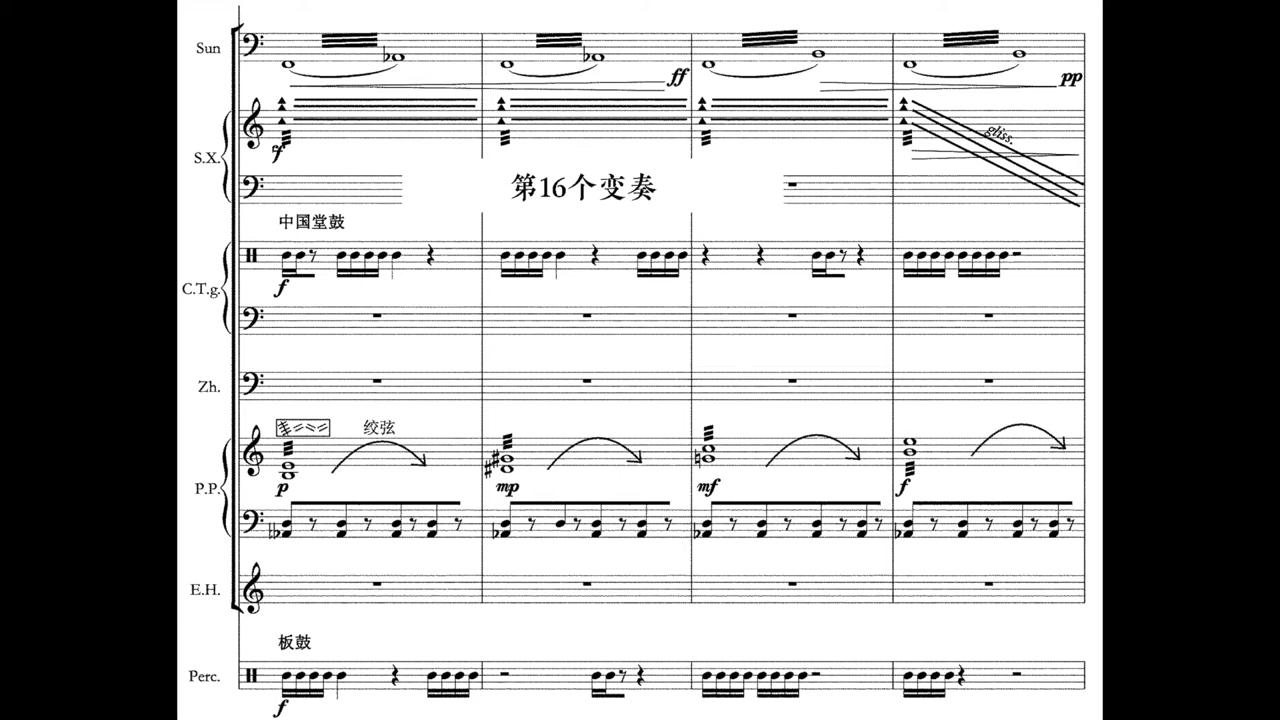 Sun
ff
pp
gliss.
S.X.
f
第16个变奏
中国堂鼓
C.T.g.
f
Zh.
绞弦
P.P.
p
mp
mf
f
E.H.
板鼓
Perc.
f